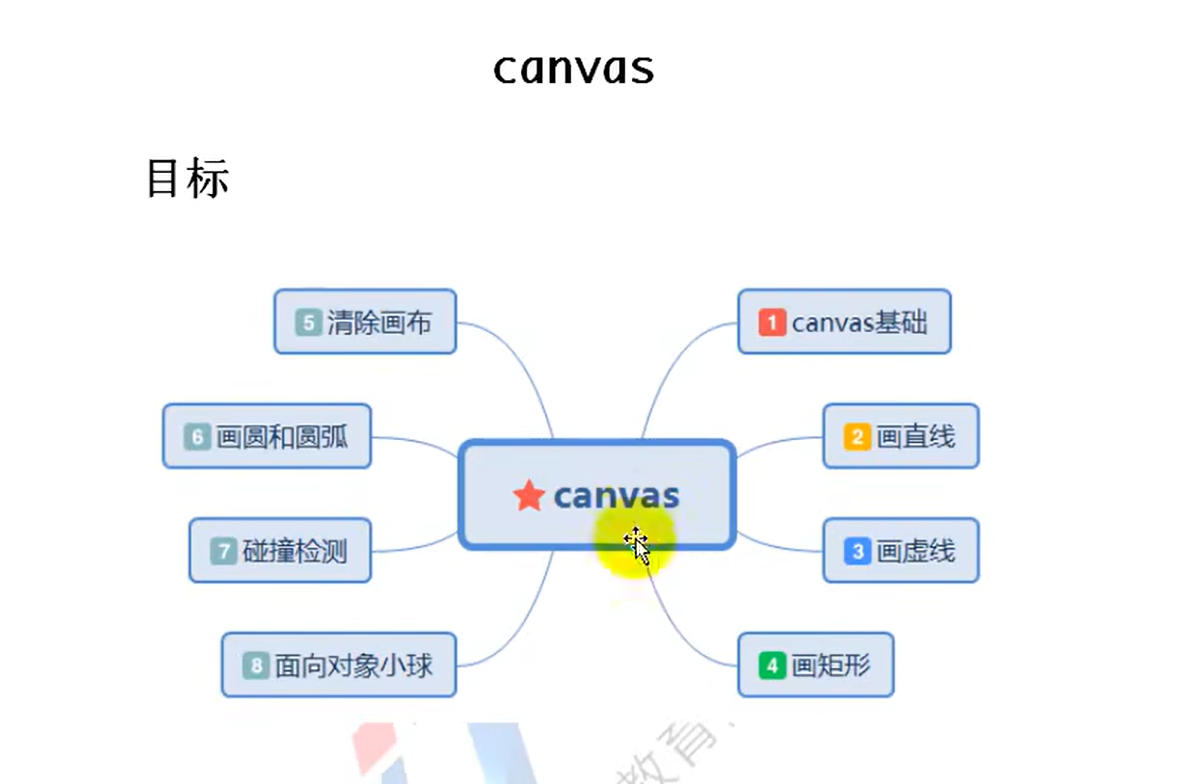 canvas
目标
5 清除画布
1 canvas基础
6 画圆和圆弧
2 画直线
canvas
7 碰撞检测
3 画虚线
8 面向对象小球
4 画矩形
教育